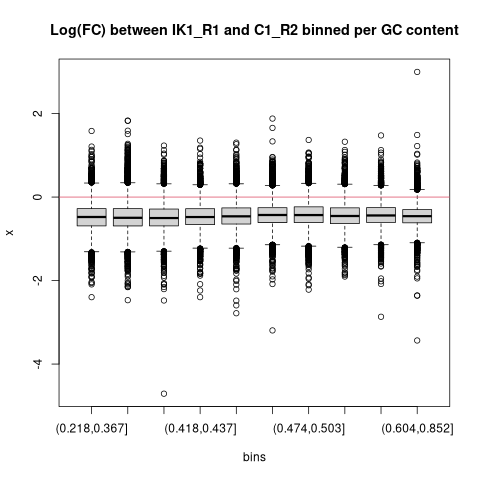 Log(FC) between IK1_R1 and C1_R2 binned per GC content
2
0
-2
-4
x
(0.218,0.367] (0.418,0.437] (0.474,0.503] (0.604,0.852]
bins